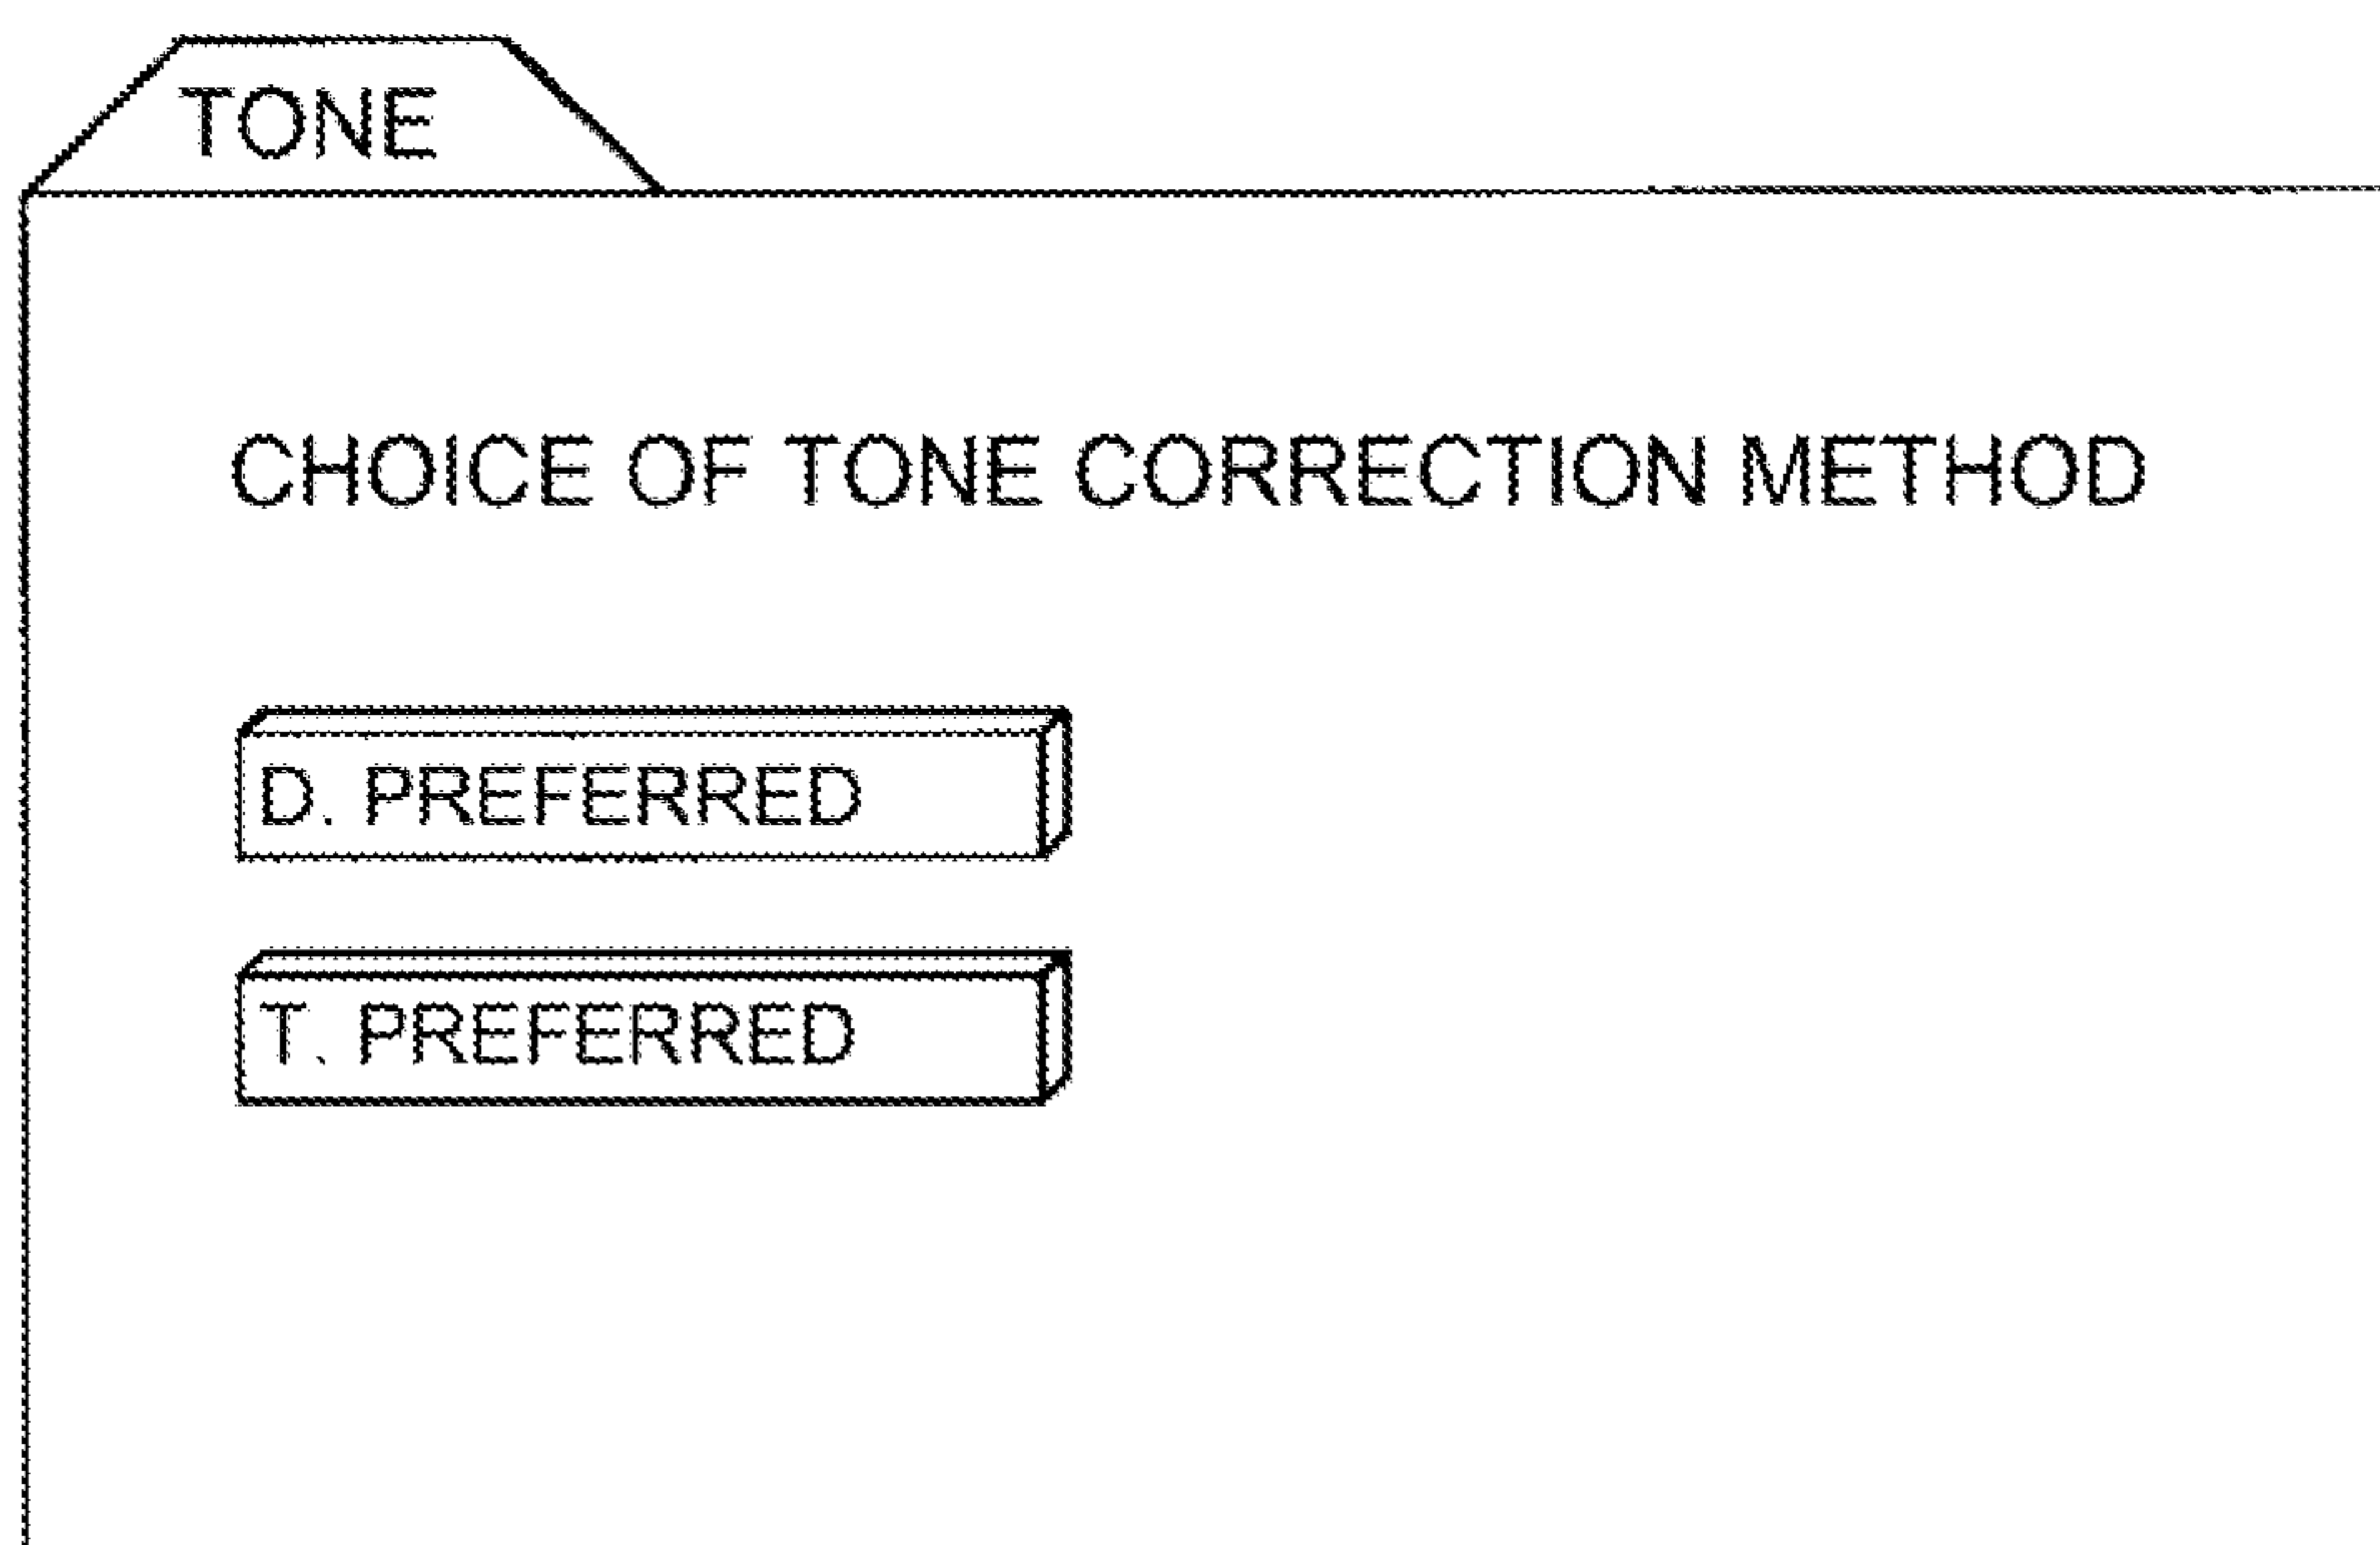 TONE
CHOICE OF TONE CORRECTION METHOD
D. PREFERRED
T. PREFERRED